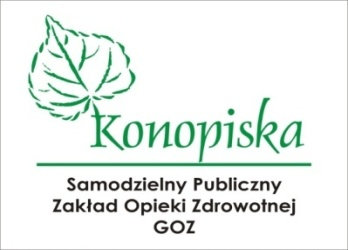 Konopiska
Samodzielny Publiczny
Zakład Opieki Zdrowotnej
GOZ